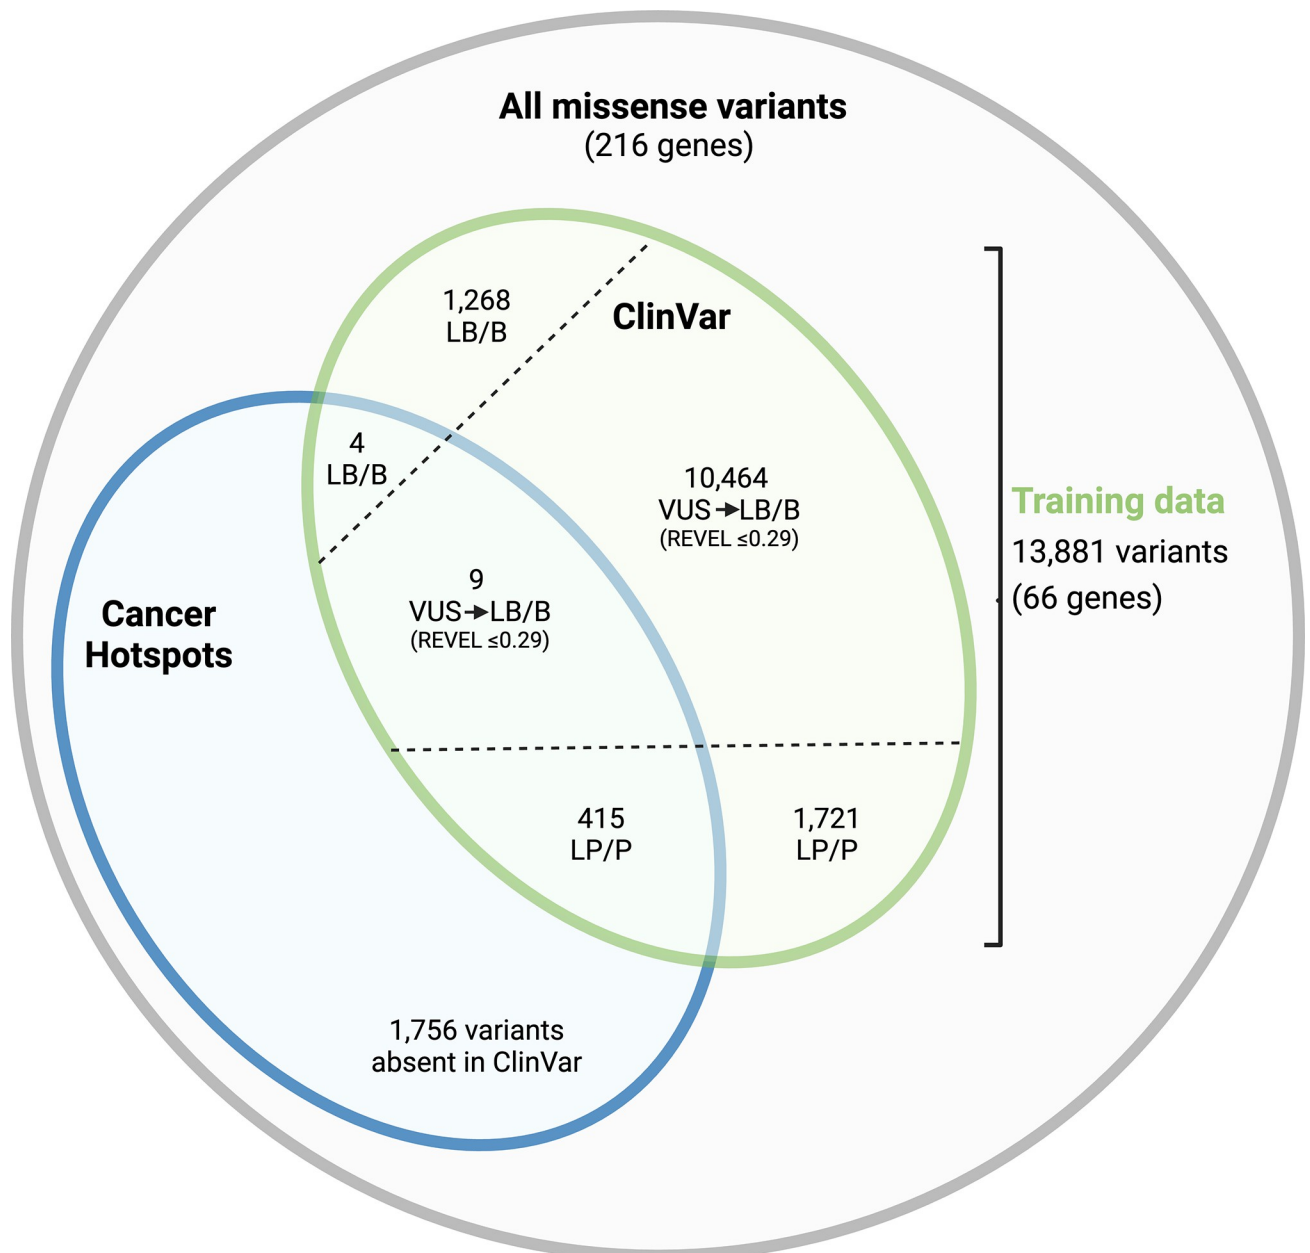 All missense variants
(216 genes)
1,268
LB/B
ClinVar
4
LB/B
10,464
VUS→LB/B
(REVEL ≤0.29)
Training data
13,881 variants
(66 genes)
9
VUS→LB/B
(REVEL ≤0.29)
Cancer
Hotspots
415
LP/P
1,721
LP/P
1,756 variants
absent in ClinVar